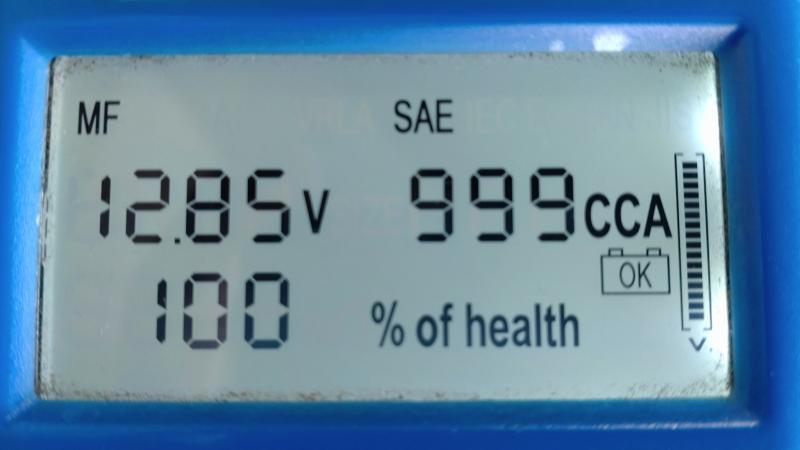 MF SAE
12.85 V 999 CCA
OK
100 % of health